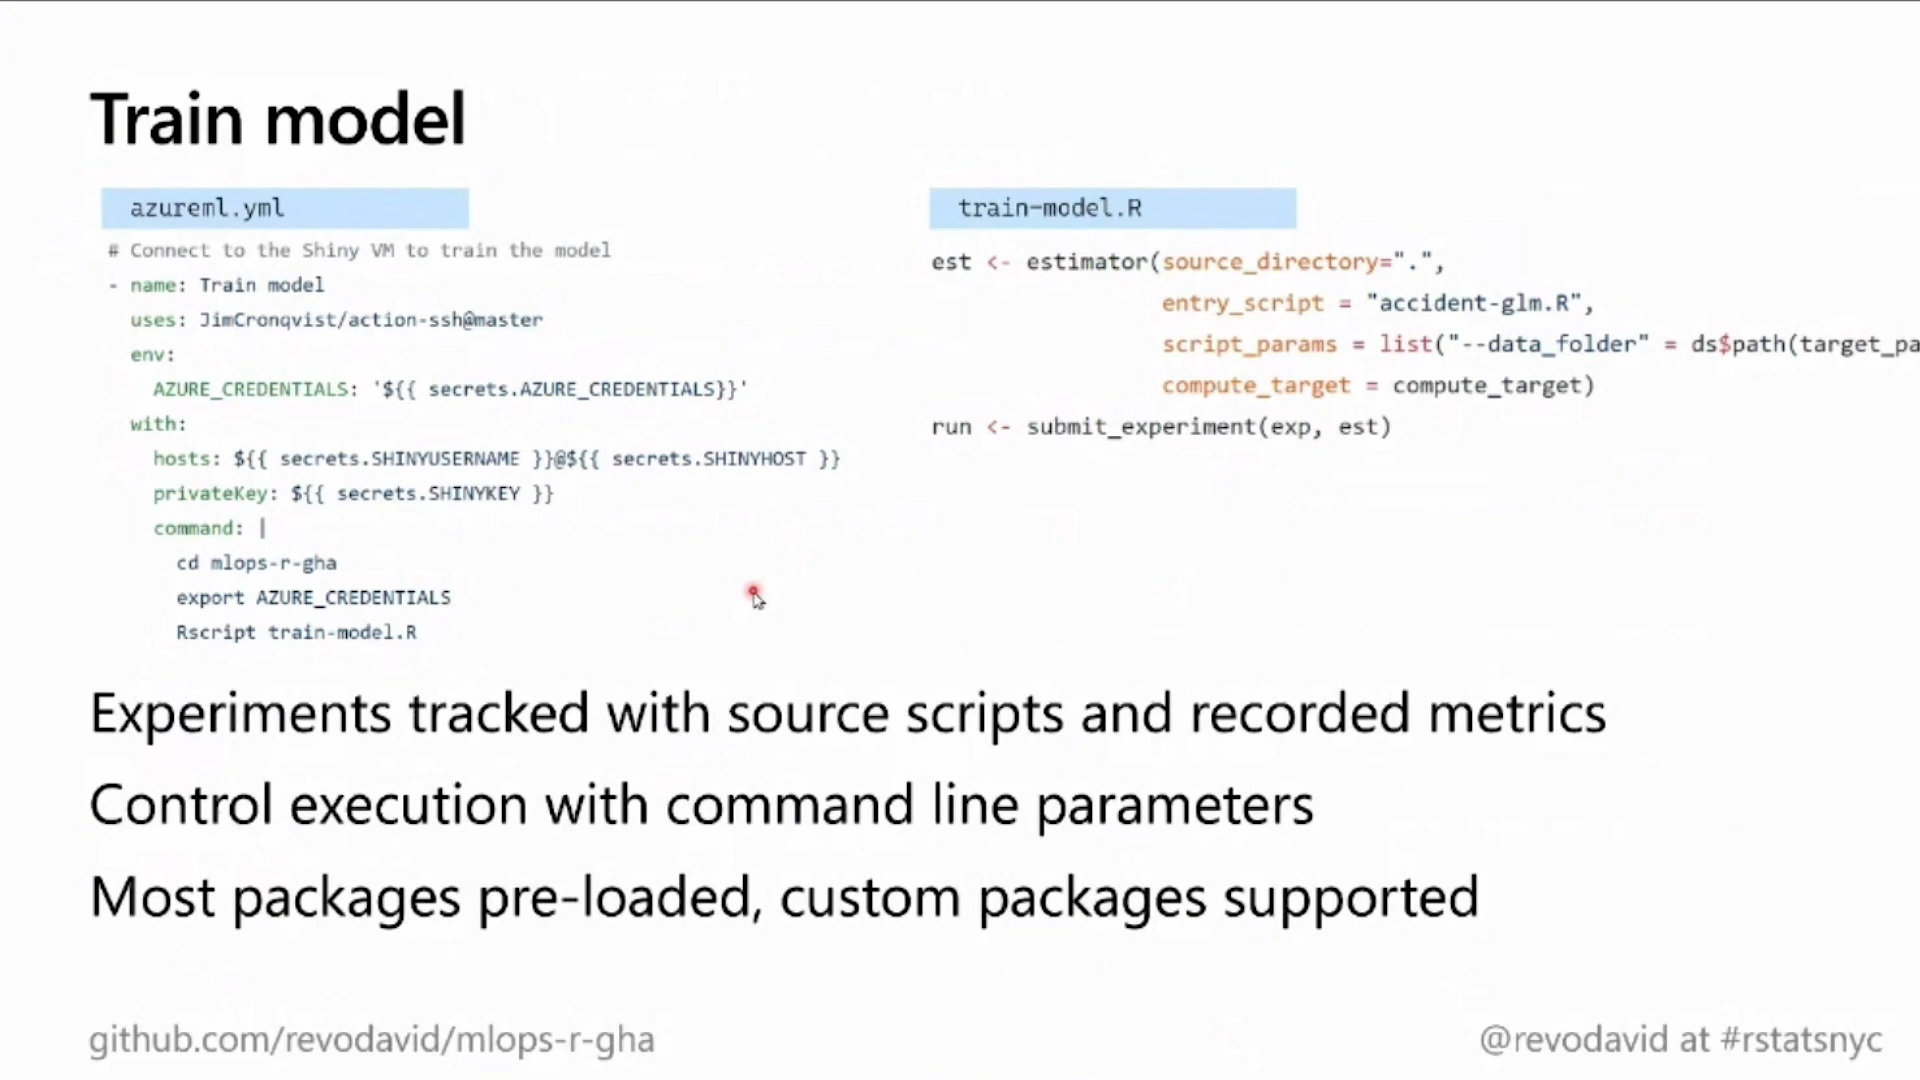 Train model
azureml.yml
# Connect to the Shiny VM to train the model
- name: Train model
uses: JimCronqvist/action-ssh@master
env:
AZURE_CREDENTIALS: '${{ secrets.AZURE_CREDENTIALS}}'
with:
hosts: ${{ secrets.SHINYUSERNAME }}@${{ secrets.SHINYHOST }}
privateKey: ${{ secrets.SHINYKEY }}
command: |
cd mlops-r-gha
export AZURE_CREDENTIALS
Rscript train-model.R
train-model.R
est <- estimator(source_directory=".",
entry_script = "accident-glm.R",
script_params = list("--data_folder" = ds$path(target_pa
compute_target = compute_target)
run <- submit_experiment(exp, est)
Experiments tracked with source scripts and recorded metrics
Control execution with command line parameters
Most packages pre-loaded, custom packages supported
github.com/revodavid/mlops-r-gha
@revodavid at #rstatsnyc